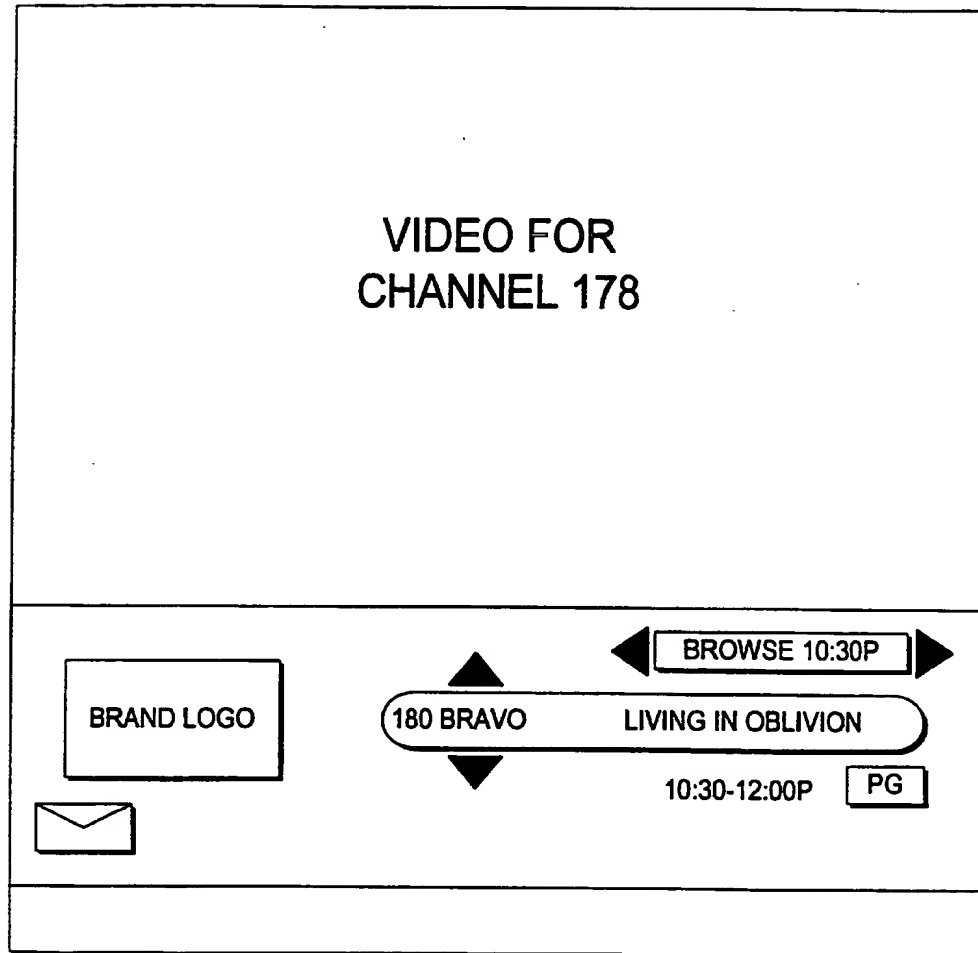 VIDEO FOR
CHANNEL 178
BROWSE 10:30P
BRAND LOGO
180 BRAVO LIVING IN OBLIVION
10:30-12:00P PG